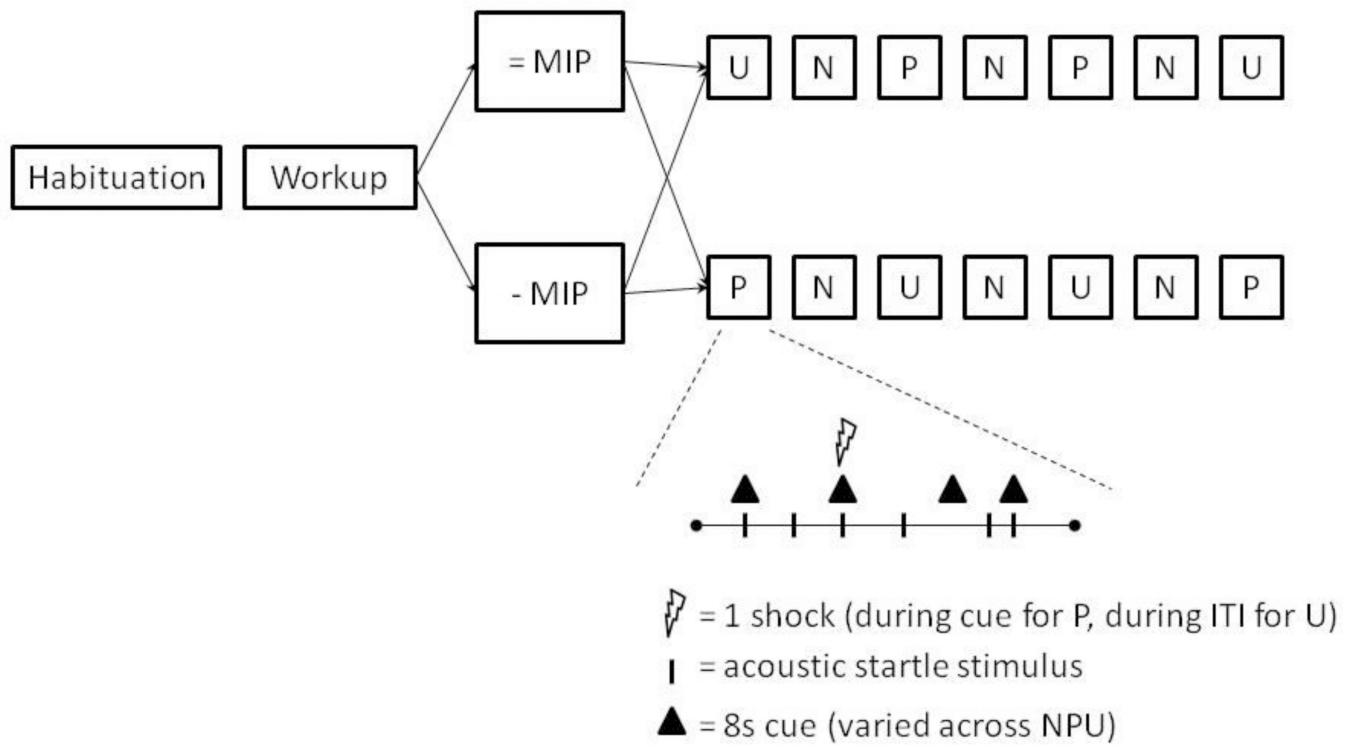 = MIP
U N P N P N U
Habituation
Workup
- MIP
P N U N U N P
= 1 shock (during cue for P, during ITI for U)
= acoustic startle stimulus
= 8s cue (varied across NPU)